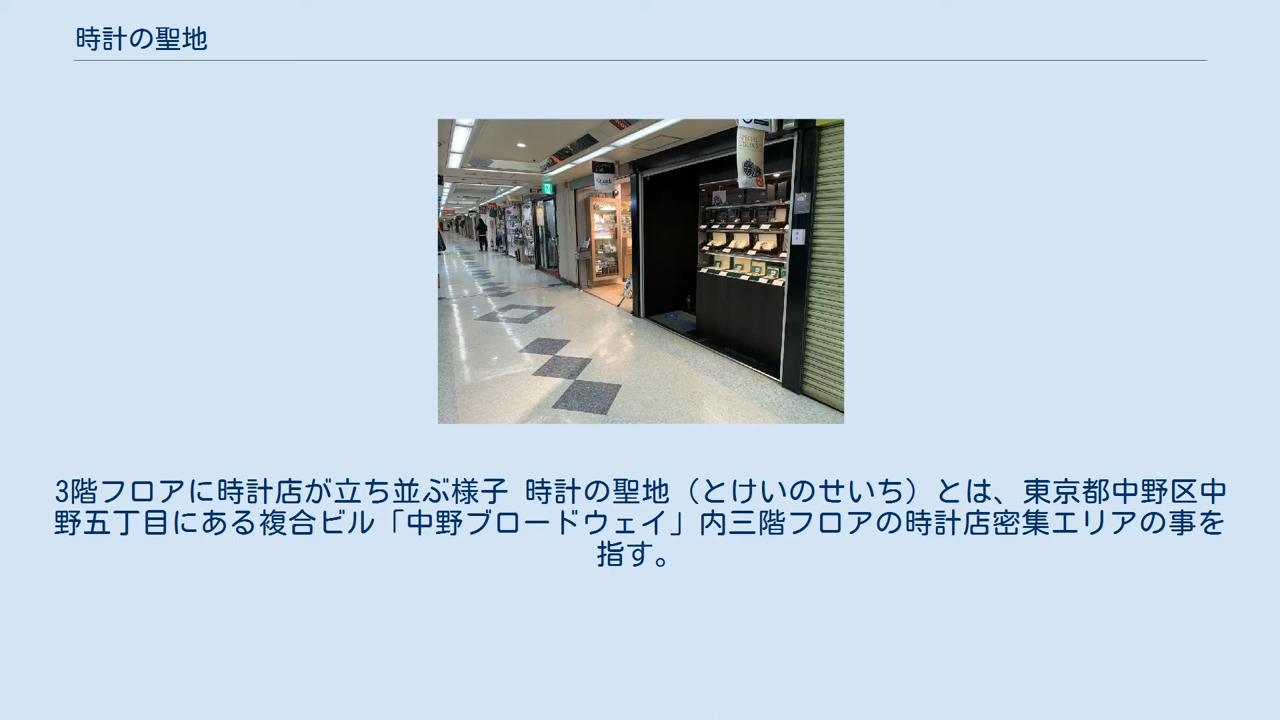 時計の聖地
3階フロアに時計店が立ち並ぶ様子 時計の聖地（とけいのせいち）とは、東京都中野区中
野五丁目にある複合ビル「中野ブロードウェイ」内三階フロアの時計店密集エリアの事を
指す。